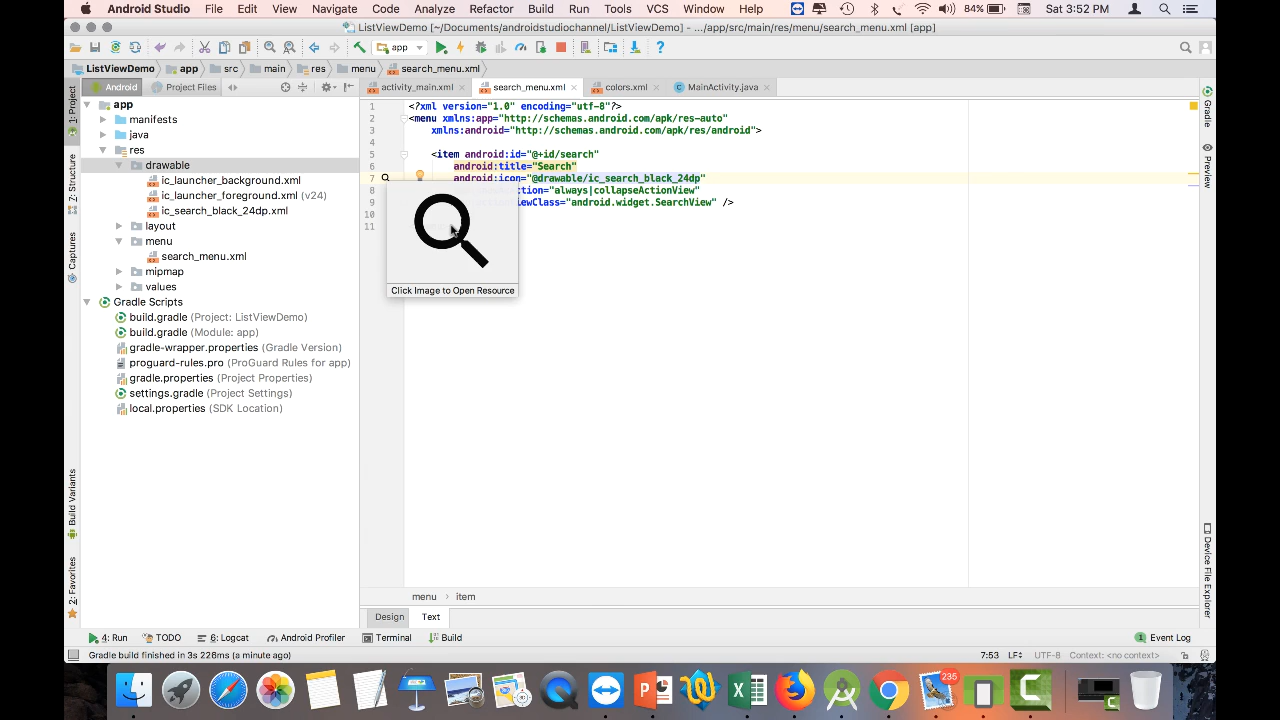 Android Studio File Edit View Navigate Code Analyze Refactor Build Run Tools VCS Window Help 84% Sat 3:52 PM
ListViewDemo [~/Documents/androidstudiochannel/ListViewDemo] - .../app/src/main/res/menu/search_menu.xml [app]
app
ListViewDemo app src main res menu search_menu.xml
Android Project Files
activity_main.xml search_menu.xml colors.xml MainActivity.java
1: Project
Z: Structure
Captures
Build Variants
2: Favorites
app
manifests
java
res
drawable
ic_launcher_background.xml
ic_launcher_foreground.xml (v24)
ic_search_black_24dp.xml
layout
menu
search_menu.xml
mipmap
values
Gradle Scripts
build.gradle (Project: ListViewDemo)
build.gradle (Module: app)
gradle-wrapper.properties (Gradle Version)
proguard-rules.pro (ProGuard Rules for app)
gradle.properties (Project Properties)
settings.gradle (Project Settings)
local.properties (SDK Location)
1 <?xml version="1.0" encoding="utf-8"?>
2 <menu xmlns:app="http://schemas.android.com/apk/res-auto"
3 xmlns:android="http://schemas.android.com/apk/res/android">
4
5 <item android:id="@+id/search"
6 android:title="Search"
7 android:icon="@drawable/ic_search_black_24dp"
8 ction="always|collapseActionView"
9 iewClass="android.widget.SearchView" />
10
11
Click Image to Open Resource
Gradle
Preview
Device File Explorer
menu › item
Design Text
4: Run TODO 6: Logcat Android Profiler Terminal Build 1 Event Log
Gradle build finished in 3s 226ms (a minute ago) 7:53 LF÷ UTF-8 Context: <no context>
236